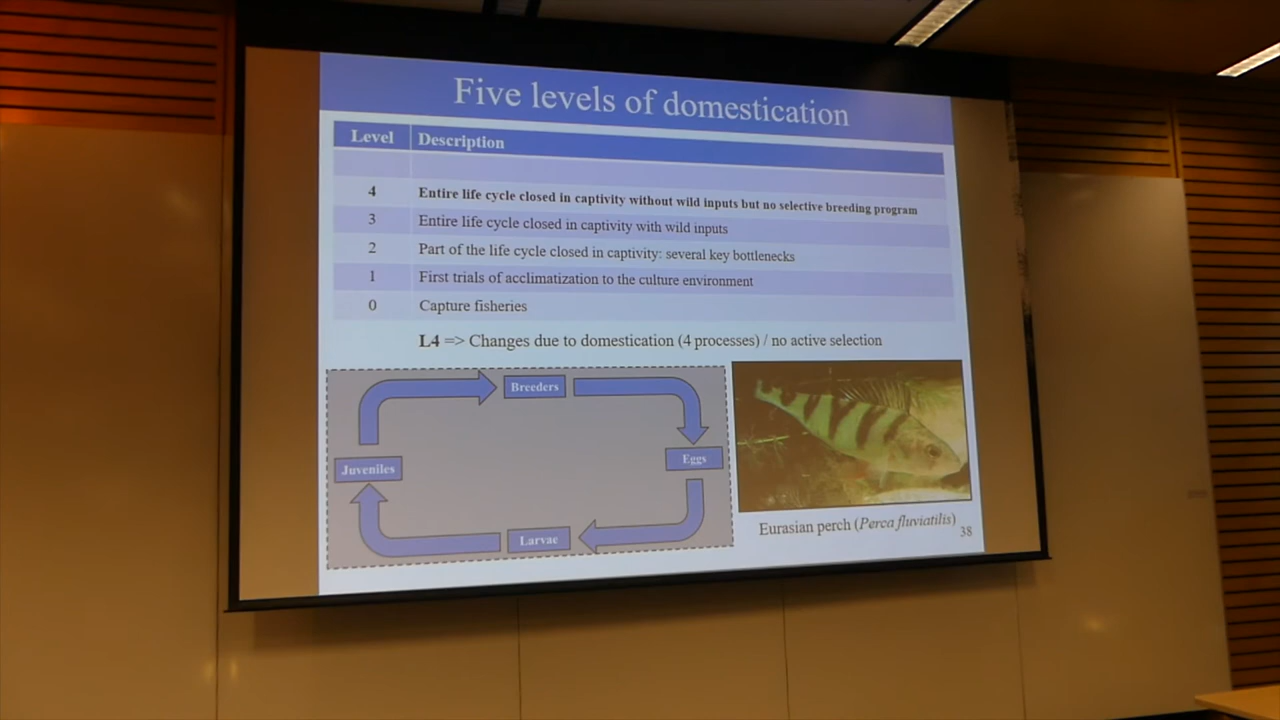 Five levels of domestication
Level Description
4 Entire life cycle closed in captivity without wild inputs but no selective breeding program
3 Entire life cycle closed in captivity with wild inputs
2 Part of the life cycle closed in captivity: several key bottlenecks
1 First trials of acclimatization to the culture environment
0 Capture fisheries
L4 => Changes due to domestication (4 processes) / no active selection
Breeders
Eggs
Juveniles
Larvae
Eurasian perch (Perca fluviatilis)
38